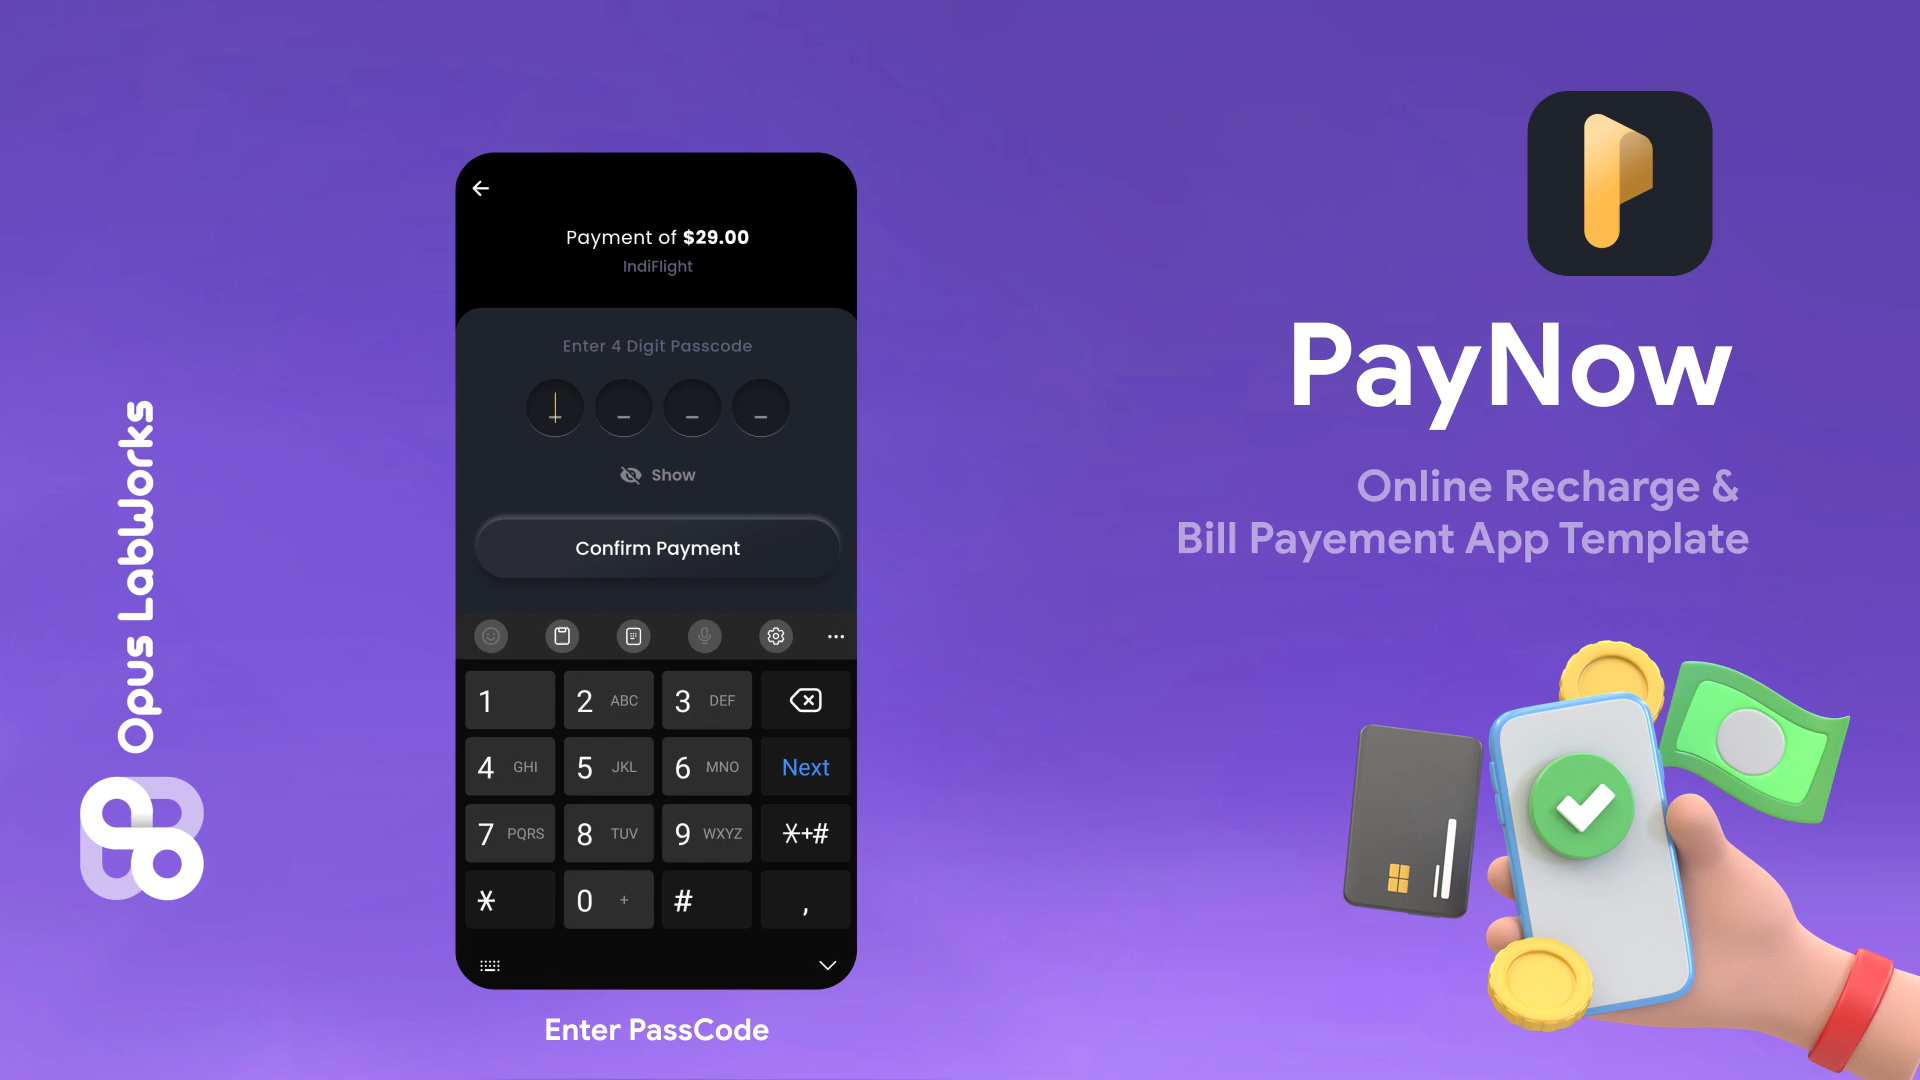 Opus LabWorks
Payment of $29.00
IndiFlight
Enter 4 Digit Passcode
Show
Confirm Payment
1
2 ABC
3 DEF
4 GHI
5 JKL
6 MNO
Next
7 PQRS
8 TUV
9 WXYZ
*+#
*
0 +
#
,
Enter PassCode
PayNow
Online Recharge &
Bill Payement App Template